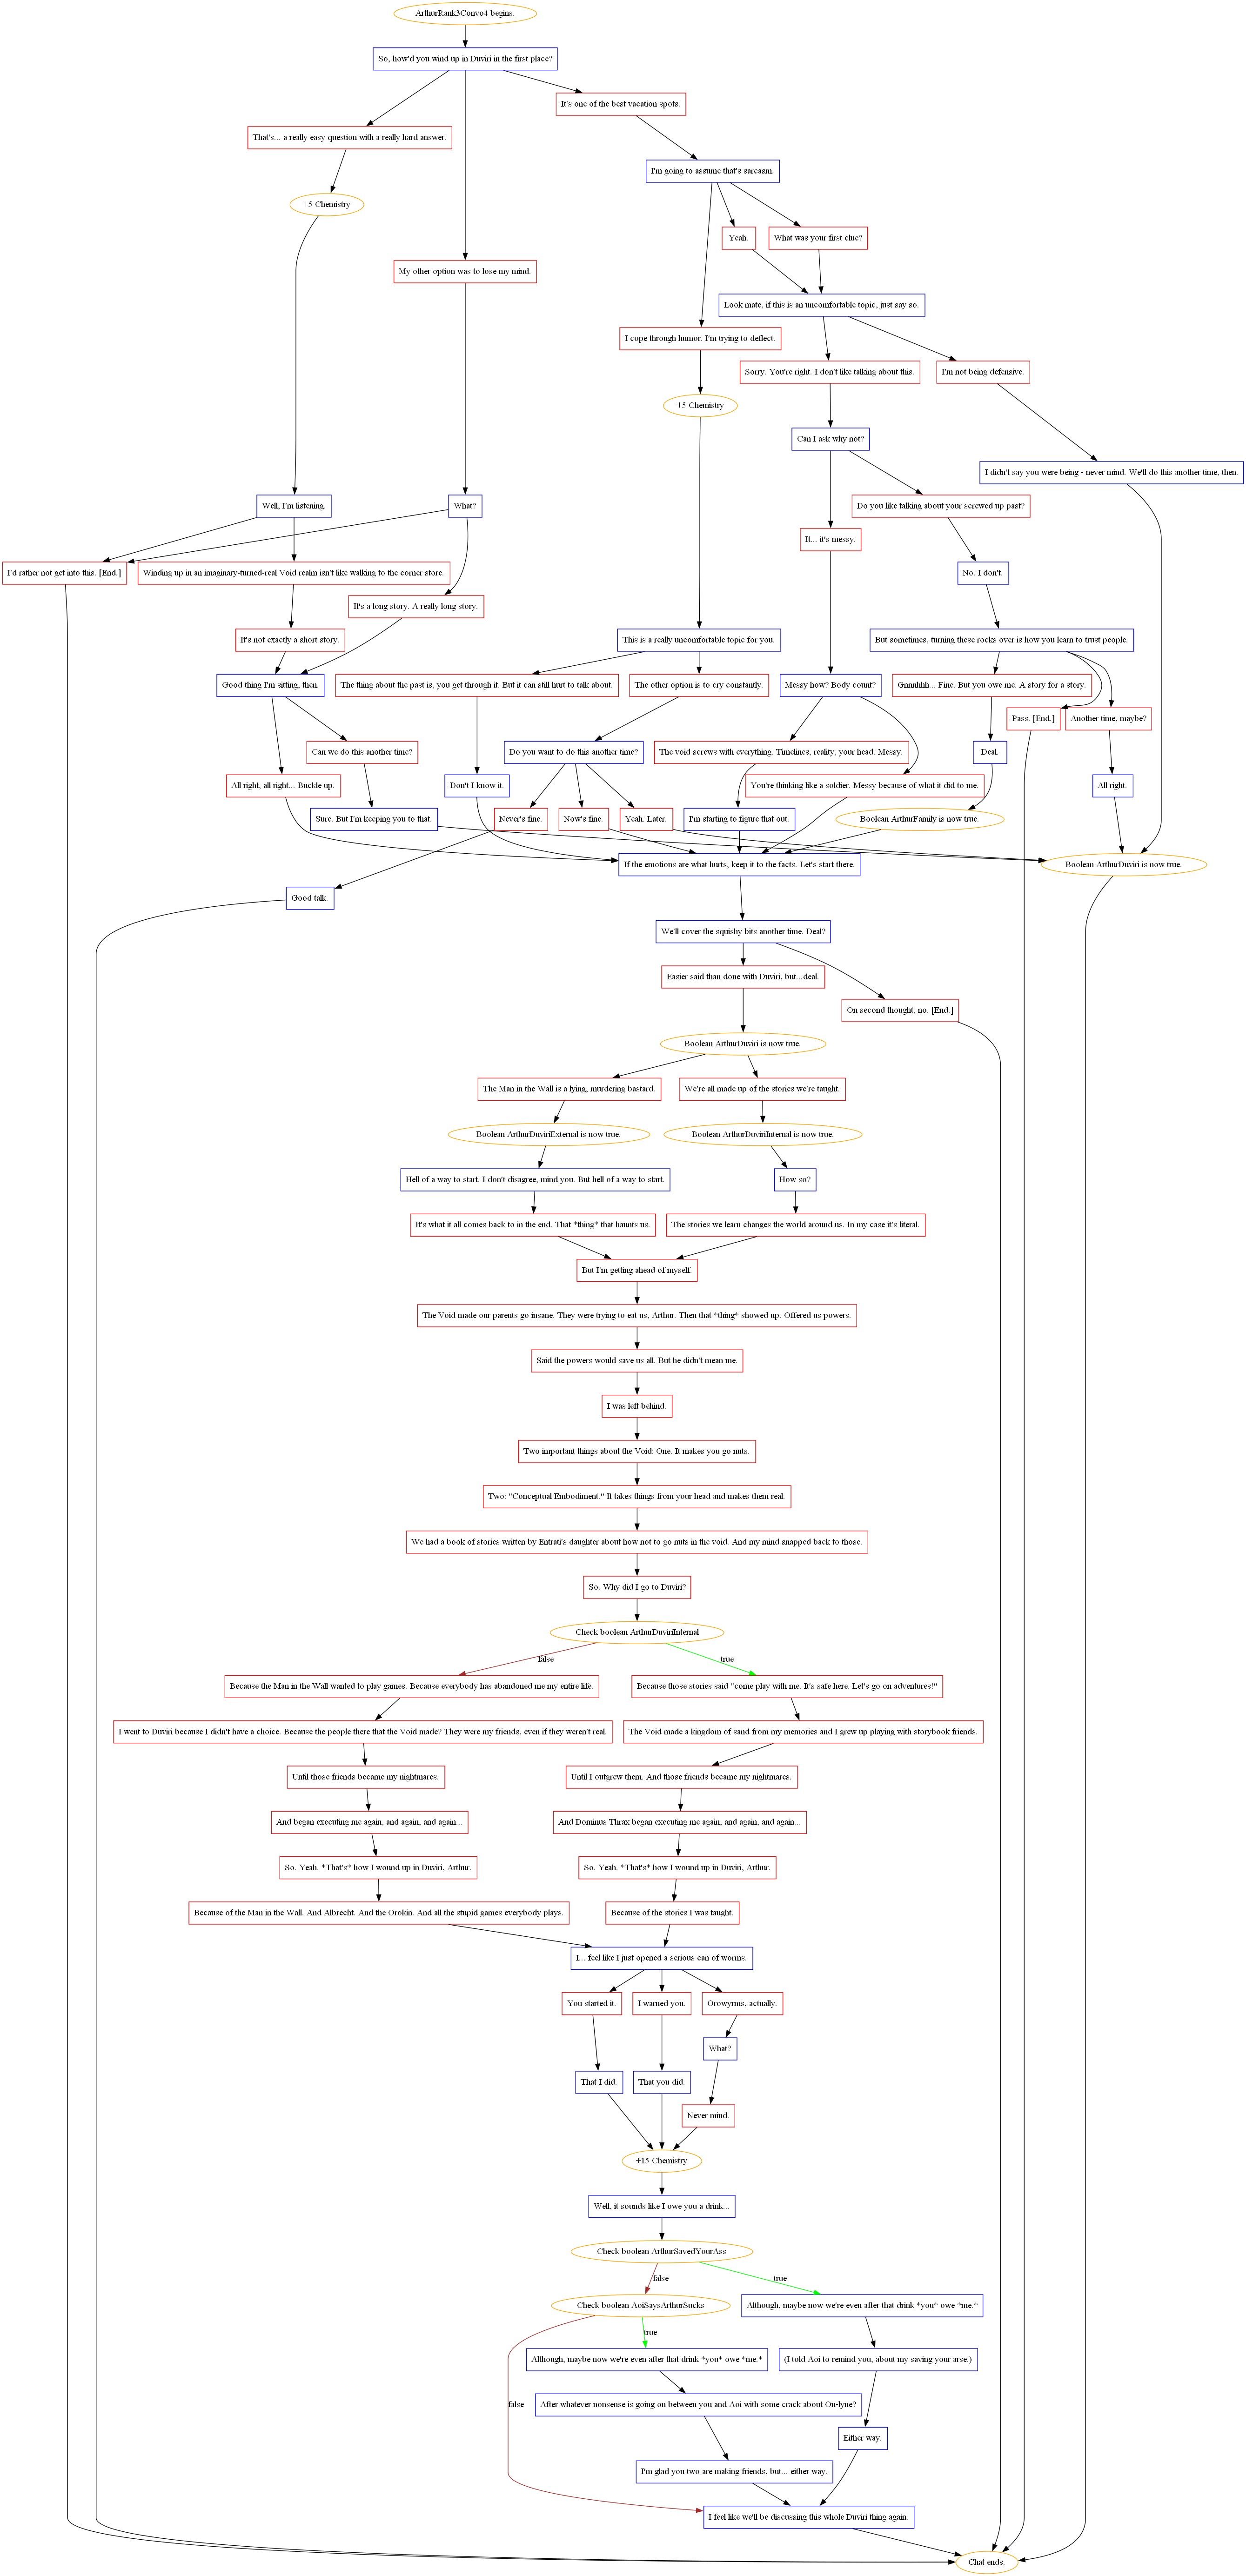 ArthurRank3Convo4 begins.
So, how'd you wind up in Duviri in the first place?
It's one of the best vacation spots.
That's... a really easy question with a really hard answer.
I'm going to assume that's sarcasm.
+5 Chemistry
Yeah.
What was your first clue?
My other option was to lose my mind.
Look mate, if this is an uncomfortable topic, just say so.
I cope through humor. I'm trying to deflect.
Sorry. You're right. I don't like talking about this.
I'm not being defensive.
+5 Chemistry
Can I ask why not?
I didn't say you were being - never mind. We'll do this another time, then.
Well, I'm listening.
What?
Do you like talking about your screwed up past?
It... it's messy.
I'd rather not get into this. [End.]
Winding up in an imaginary-turned-real Void realm isn't like walking to the corner store.
No. I don't.
It's a long story. A really long story.
It's not exactly a short story.
This is a really uncomfortable topic for you.
But sometimes, turning these rocks over is how you learn to trust people.
Good thing I'm sitting, then.
The thing about the past is, you get through it. But it can still hurt to talk about.
The other option is to cry constantly.
Messy how? Body count?
Gnnnhhh... Fine. But you owe me. A story for a story.
Pass. [End.]
Another time, maybe?
Can we do this another time?
Do you want to do this another time?
The void screws with everything. Timelines, reality, your head. Messy.
Deal.
All right, all right... Buckle up.
Don't I know it.
You're thinking like a soldier. Messy because of what it did to me.
All right.
Sure. But I'm keeping you to that.
Never's fine.
Now's fine.
Yeah. Later.
I'm starting to figure that out.
Boolean ArthurFamily is now true.
If the emotions are what hurts, keep it to the facts. Let's start there.
Boolean ArthurDuviri is now true.
Good talk.
We'll cover the squishy bits another time. Deal?
Easier said than done with Duviri, but...deal.
On second thought, no. [End.]
Boolean ArthurDuviri is now true.
The Man in the Wall is a lying, murdering bastard.
We're all made up of the stories we're taught.
Boolean ArthurDuviriExternal is now true.
Boolean ArthurDuviriInternal is now true.
Hell of a way to start. I don't disagree, mind you. But hell of a way to start.
How so?
It's what it all comes back to in the end. That *thing* that haunts us.
The stories we learn changes the world around us. In my case it's literal.
But I'm getting ahead of myself.
The Void made our parents go insane. They were trying to eat us, Arthur. Then that *thing* showed up. Offered us powers.
Said the powers would save us all. But he didn't mean me.
I was left behind.
Two important things about the Void: One. It makes you go nuts.
Two: "Conceptual Embodiment." It takes things from your head and makes them real.
We had a book of stories written by Entrati's daughter about how not to go nuts in the void. And my mind snapped back to those.
So. Why did I go to Duviri?
Check boolean ArthurDuviriInternal
false
true
Because the Man in the Wall wanted to play games. Because everybody has abandoned me my entire life.
Because those stories said "come play with me. It's safe here. Let's go on adventures!"
I went to Duviri because I didn't have a choice. Because the people there that the Void made? They were my friends, even if they weren't real.
The Void made a kingdom of sand from my memories and I grew up playing with storybook friends.
Until those friends became my nightmares.
Until I outgrew them. And those friends became my nightmares.
And began executing me again, and again, and again...
And Dominus Thrax began executing me again, and again, and again...
So. Yeah. *That's* how I wound up in Duviri, Arthur.
So. Yeah. *That's* how I wound up in Duviri, Arthur.
Because of the Man in the Wall. And Albrecht. And the Orokin. And all the stupid games everybody plays.
Because of the stories I was taught.
I... feel like I just opened a serious can of worms.
You started it.
I warned you.
Orowyrms, actually.
What?
That I did.
That you did.
Never mind.
+15 Chemistry
Well, it sounds like I owe you a drink...
Check boolean ArthurSavedYourAss
false
true
Check boolean AoiSaysArthurSucks
Although, maybe now we're even after that drink *you* owe *me.*
true
Although, maybe now we're even after that drink *you* owe *me.*
(I told Aoi to remind you, about my saving your arse.)
false
After whatever nonsense is going on between you and Aoi with some crack about On-lyne?
Either way.
I'm glad you two are making friends, but... either way.
I feel like we'll be discussing this whole Duviri thing again.
Chat ends.